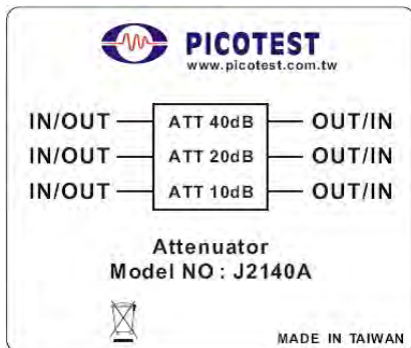 PICOTEST
www.picotest.com.tw
IN/OUT ATT 40dB OUT/IN
IN/OUT ATT 20dB OUT/IN
IN/OUT ATT 10dB OUT/IN
Attenuator
Model NO : J2140A
MADE IN TAIWAN